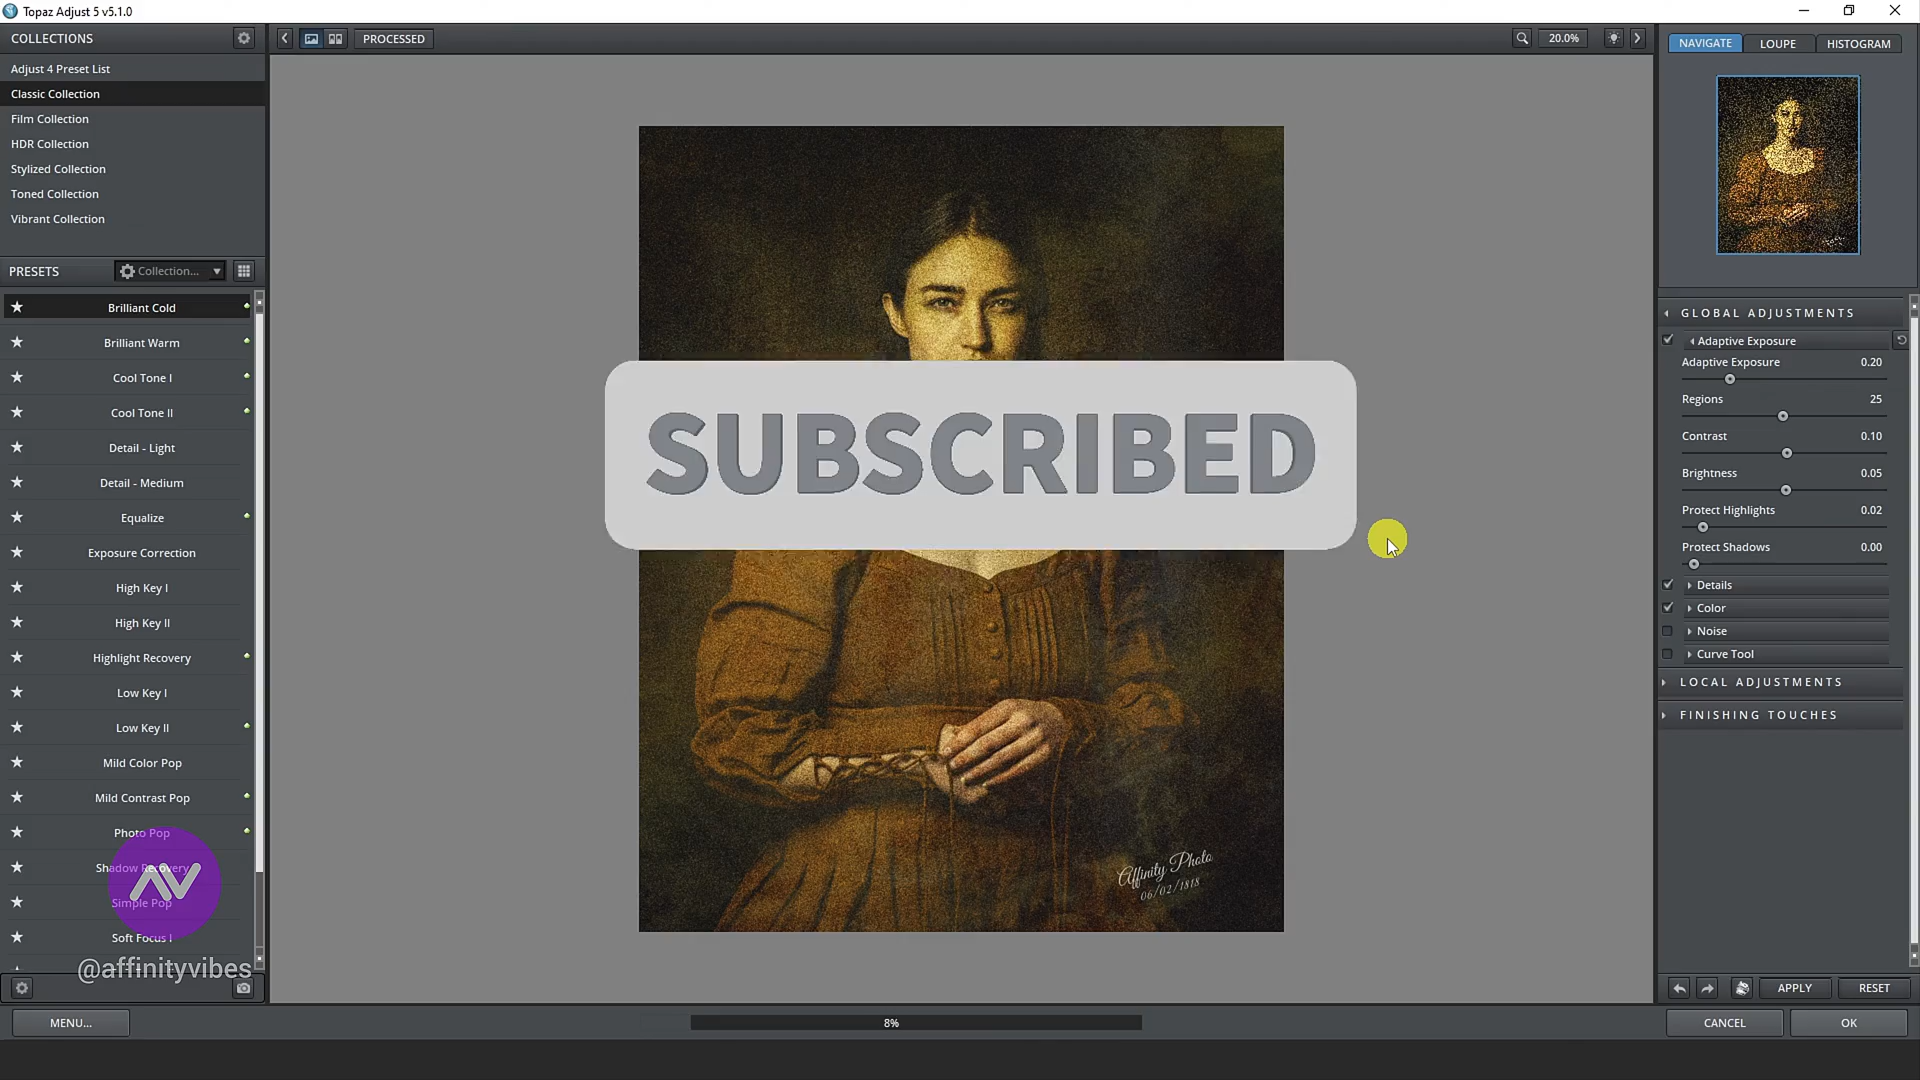 Topaz Adjust 5 v5.1.0
COLLECTIONS
Adjust 4 Preset List
Classic Collection
Film Collection
HDR Collection
Stylized Collection
Toned Collection
Vibrant Collection
PRESETS
Collection...
Brilliant Cold
Brilliant Warm
Cool Tone I
Cool Tone II
Detail - Light
Detail - Medium
Equalize
Exposure Correction
High Key I
High Key II
Highlight Recovery
Low Key I
Low Key II
Mild Color Pop
Mild Contrast Pop
Photo Pop
Shadow Recovery
Simple Pop
Soft Focus I
AV
@affinityvibes
MENU...
PROCESSED
20.0%
SUBSCRIBED
Affinity Photo
06/02/1818
8%
NAVIGATE
LOUPE
HISTOGRAM
GLOBAL ADJUSTMENTS
Adaptive Exposure
Adaptive Exposure 0.20
Regions 25
Contrast 0.10
Brightness 0.05
Protect Highlights 0.02
Protect Shadows 0.00
Details
Color
Noise
Curve Tool
LOCAL ADJUSTMENTS
FINISHING TOUCHES
APPLY
RESET
CANCEL
OK